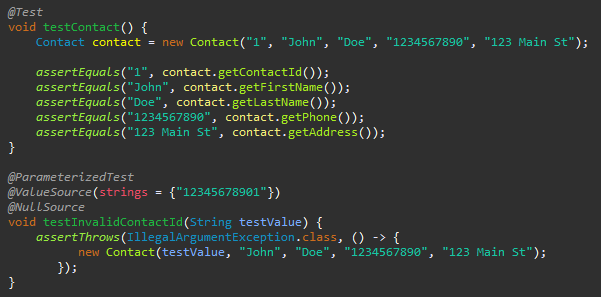 @Test
void testContact() {
    Contact contact = new Contact("1", "John", "Doe", "1234567890", "123 Main St");

    assertEquals("1", contact.getContactId());
    assertEquals("John", contact.getFirstName());
    assertEquals("Doe", contact.getLastName());
    assertEquals("1234567890", contact.getPhone());
    assertEquals("123 Main St", contact.getAddress());
}

@ParameterizedTest
@ValueSource(strings = {"12345678901"})
@NullSource
void testInvalidContactId(String testValue) {
    assertThrows(IllegalArgumentException.class, () -> {
        new Contact(testValue, "John", "Doe", "1234567890", "123 Main St");
    });
}